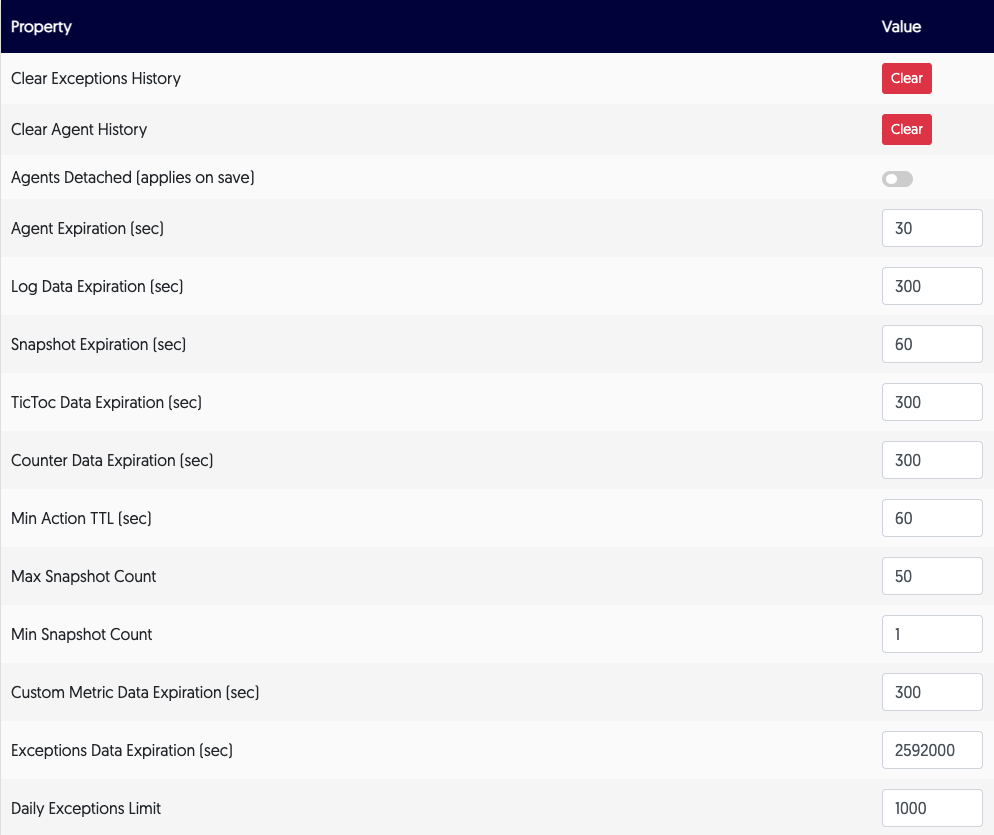 Property Value
Clear Exceptions History Clear
Clear Agent History Clear
Agents Detached (applies on save)
Agent Expiration (sec) 30
Log Data Expiration (sec) 300
Snapshot Expiration (sec) 60
TicToc Data Expiration (sec) 300
Counter Data Expiration (sec) 300
Min Action TTL (sec) 60
Max Snapshot Count 50
Min Snapshot Count 1
Custom Metric Data Expiration (sec) 300
Exceptions Data Expiration (sec) 2592000
Daily Exceptions Limit 1000